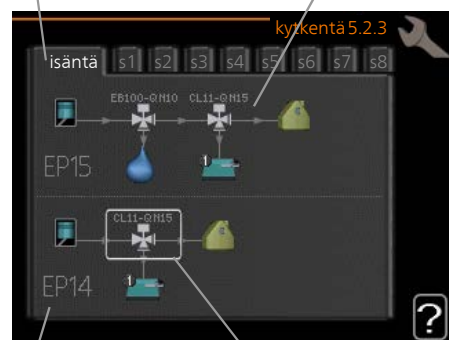 kytkentä 5.2.3
isäntä s1 s2 s3 s4 s5 s6 s7 s8
EB100-QN10 CL11-QN15
EP15
1
CL11-QN15
EP14
1
?